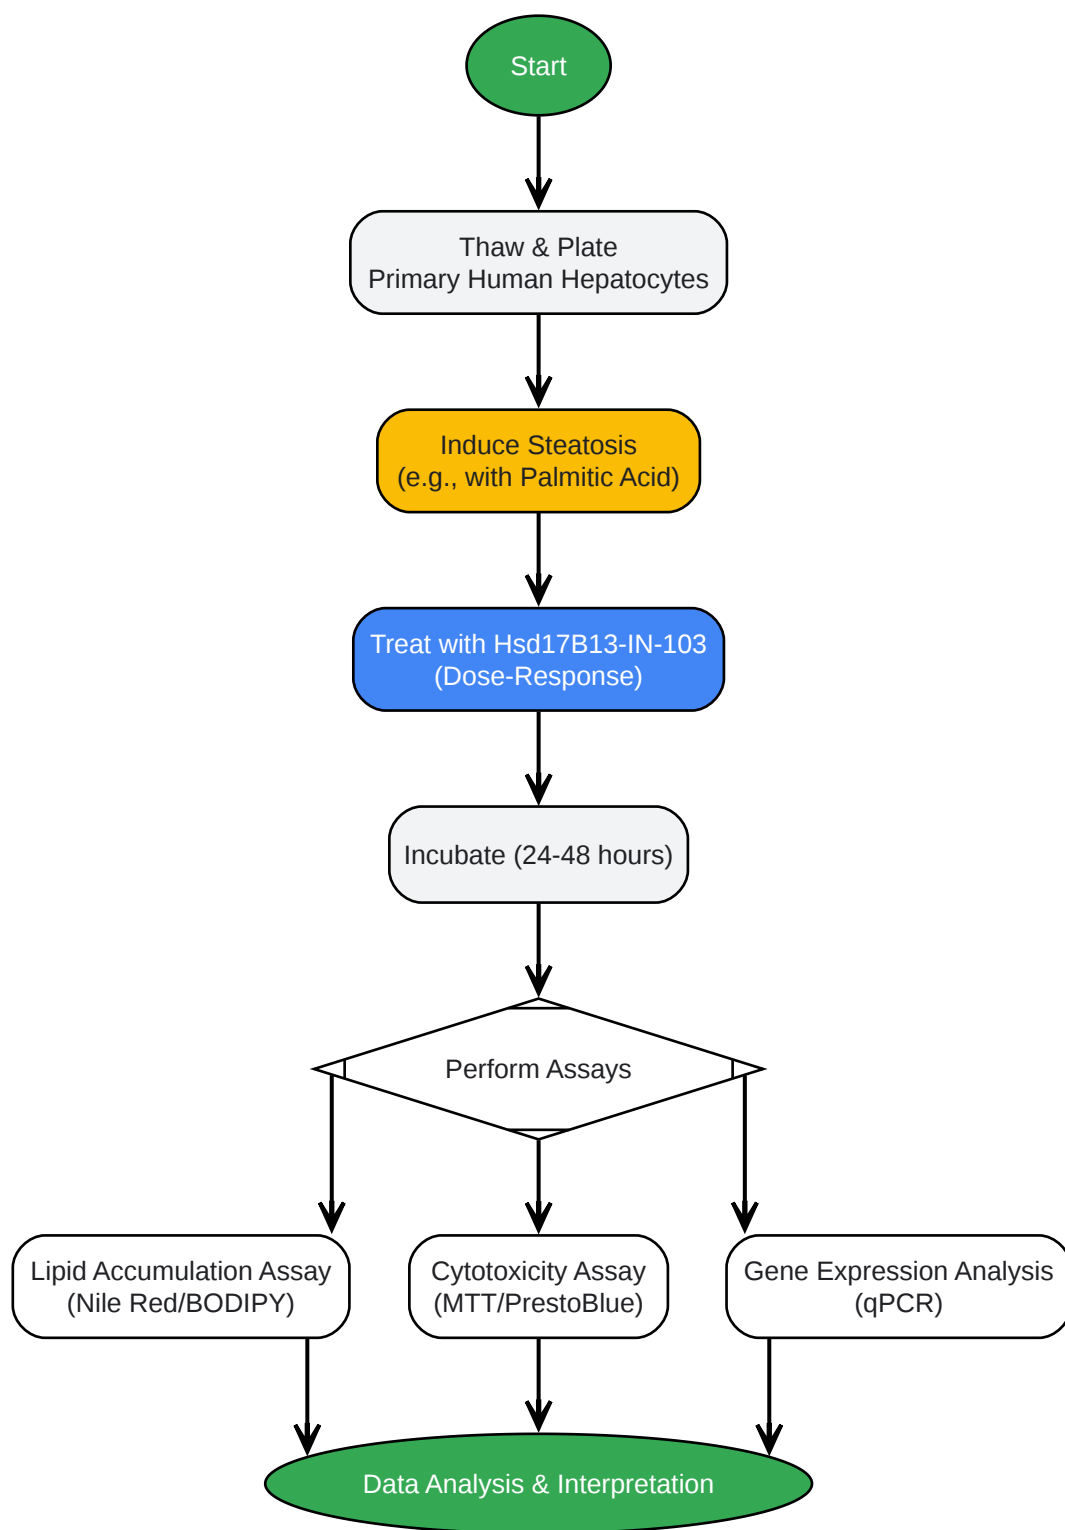 Start
Thaw & Plate
Primary Human Hepatocytes
Induce Steatosis
(e.g., with Palmitic Acid)
Treat with Hsd17B13-IN-103
(Dose-Response)
Incubate (24-48 hours)
Perform Assays
Lipid Accumulation Assay
(Nile Red/BODIPY)
Cytotoxicity Assay
(MTT/PrestoBlue)
Gene Expression Analysis
(qPCR)
Data Analysis & Interpretation